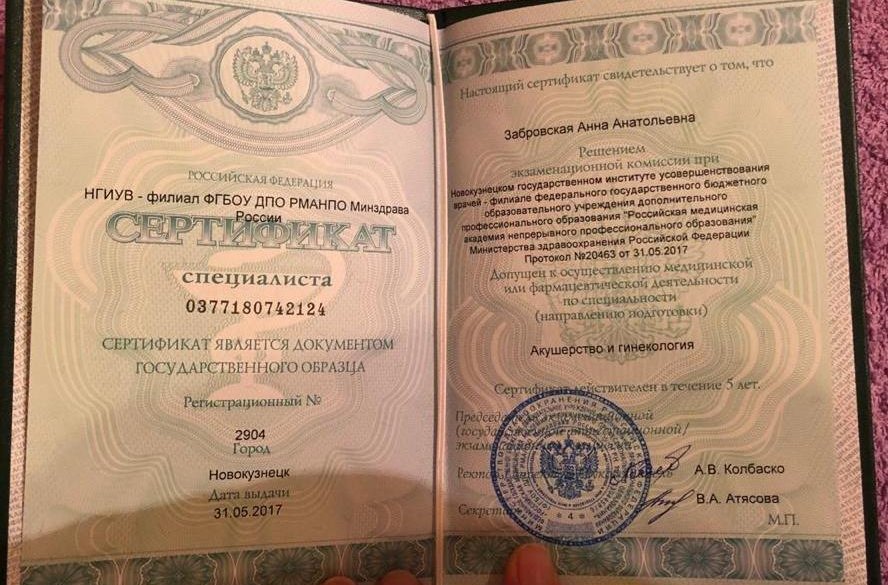 РОССИЙСКАЯ ФЕДЕРАЦИЯ
НГИУВ - филиал ФГБОУ ДПО РМАНПО Минздрава
России
СЕРТИФИКАТ
специалиста
0377180742124
СЕРТИФИКАТ ЯВЛЯЕТСЯ ДОКУМЕНТОМ
ГОСУДАРСТВЕННОГО ОБРАЗЦА
Регистрационный №
2904
Город
Новокузнецк
Дата выдачи
31.05.2017
Настоящий сертификат свидетельствует о том, что
Забровская Анна Анатольевна
Решением
экзаменационной комиссии при
Новокузнецком государственном институте усовершенствования
врачей - филиале федерального государственного бюджетного
образовательного учреждения дополнительного
профессионального образования "Российская медицинская
академия непрерывного профессионального образования"
Министерства здравоохранения Российской Федерации
Протокол №20463 от 31.05.2017
Допущен к осуществлению медицинской
или фармацевтической деятельности
по специальности
(направлению подготовки)
Акушерство и гинекология
Сертификат действителен в течение 5 лет.
А.В. Колбаско
В.А. Атясова
М.П.